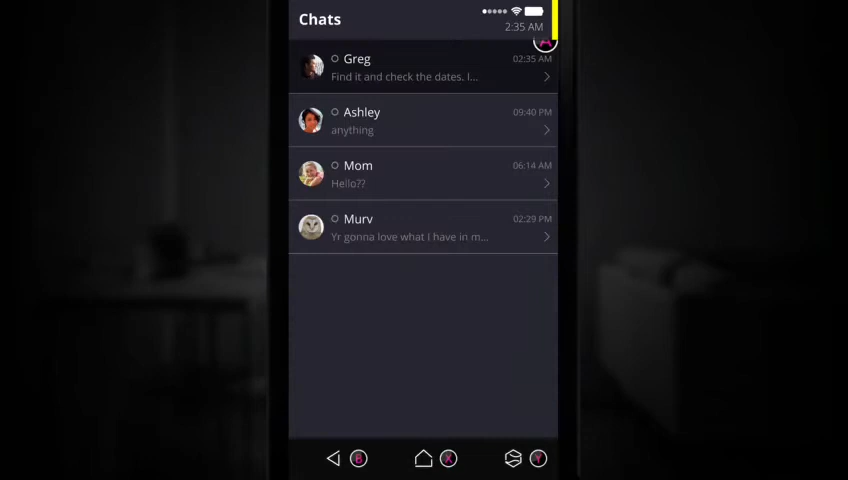 Chats
2:35 AM
A
Greg
02:35 AM
Find it and check the dates. I...
Ashley
09:40 PM
anything
Mom
06:14 AM
Hello??
Murv
02:29 PM
Yr gonna love what I have in m...
B X Y